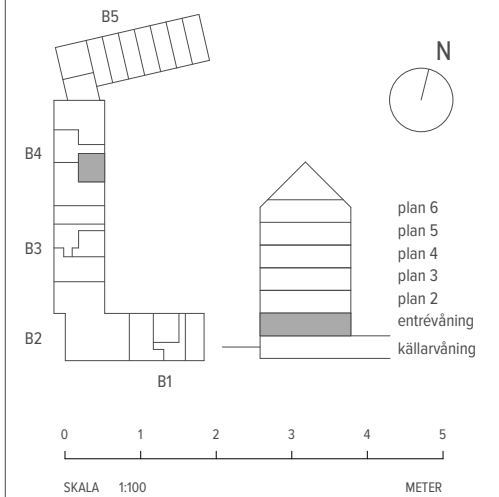 B5
N
B4
B3
B2
B1
plan 6
plan 5
plan 4
plan 3
plan 2
entrévåning
källarvåning
0 1 2 3 4 5
SKALA 1:100 METER